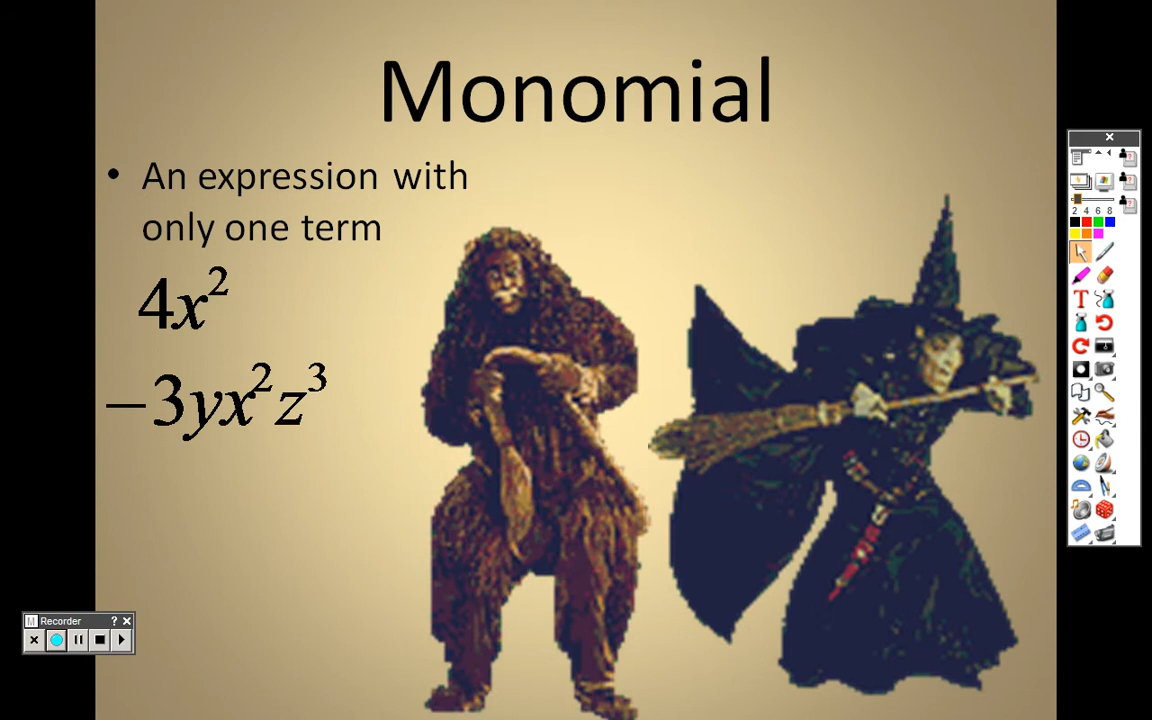 Monomial
• An expression with
only one term
4x²
−3yx²z³
2 4 6 8
M Recorder ? ×